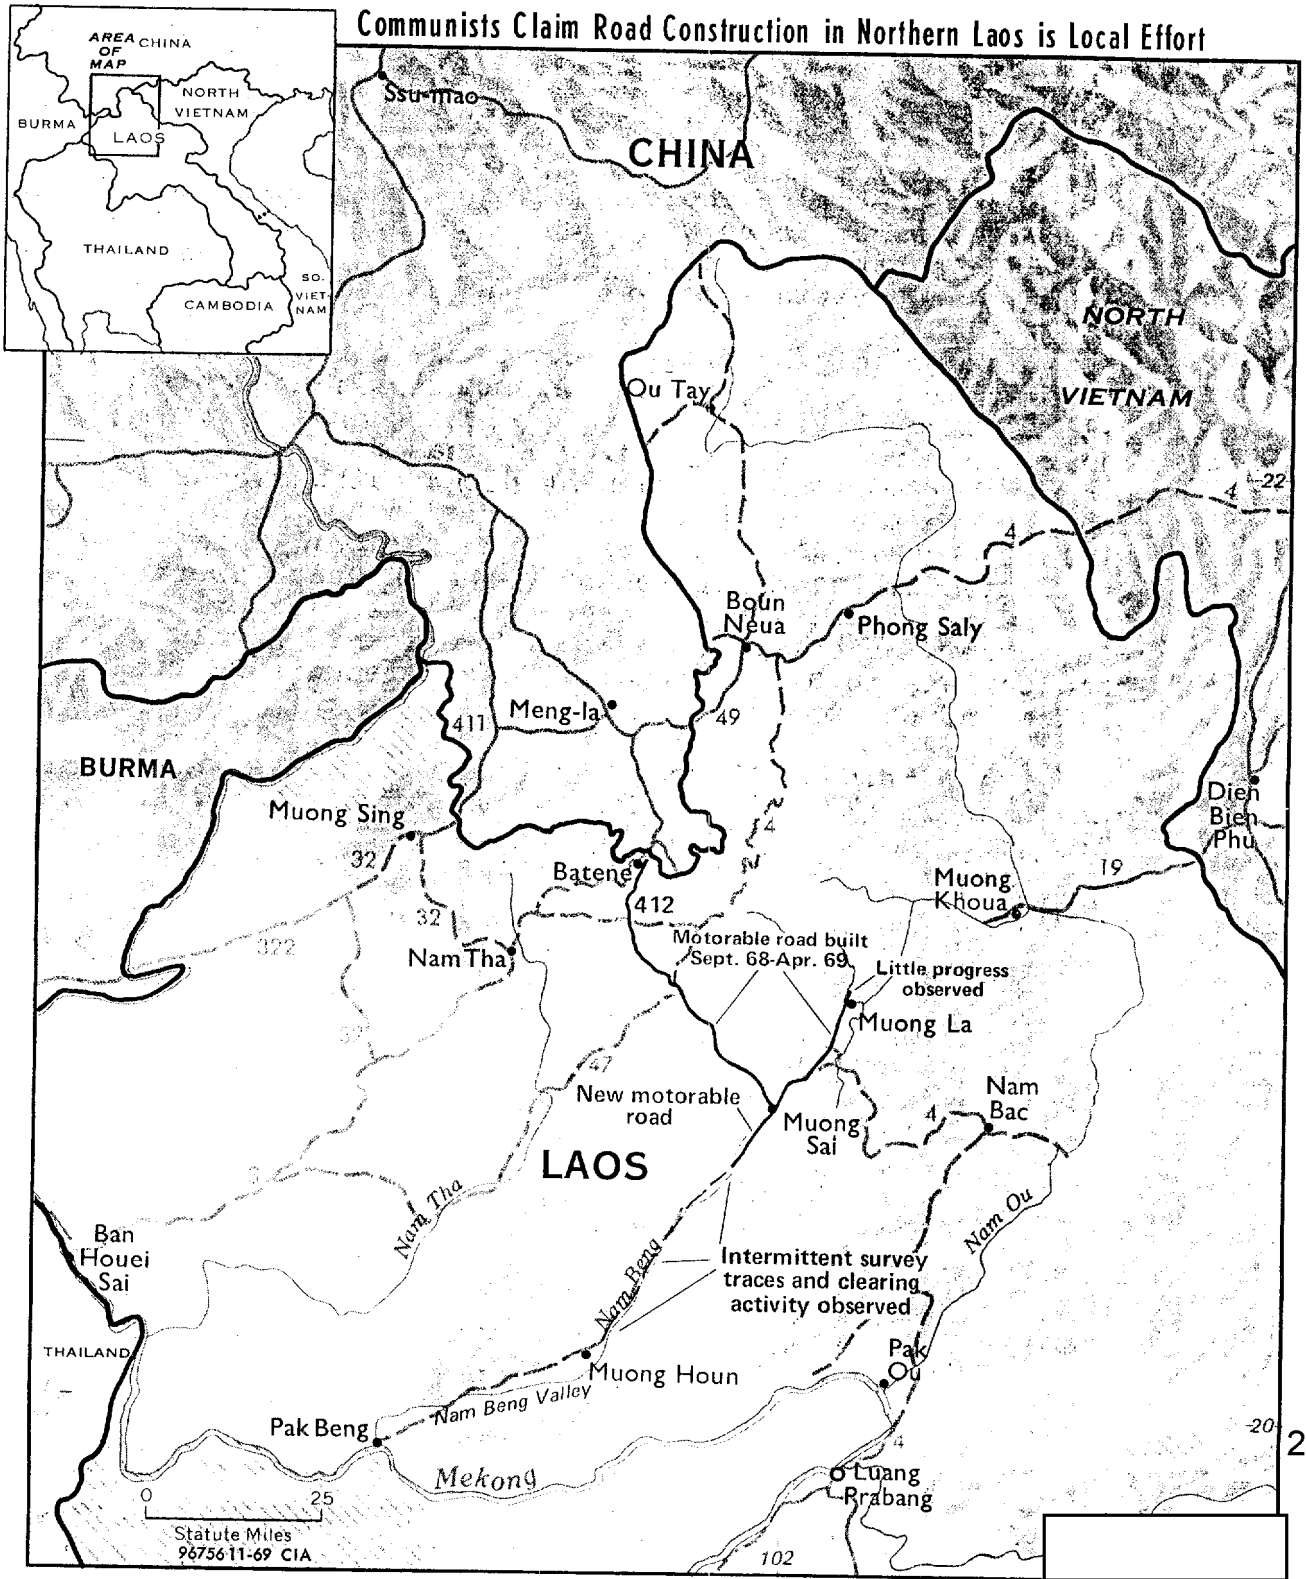 Communists Claim Road Construction in Northern Laos is Local Effort
AREA
OF
MAP
CHINA
NORTH
VIETNAM
BURMA
LAOS
THAILAND
CAMBODIA
SO.
VIET-
NAM
Ssu-mao
CHINA
NORTH
VIETNAM
Ou Tay
4
22
4
Boun
Neua
Phong Saly
411
Meng-la
49
BURMA
Muong Sing
32
Dien
Bien
Phu
4
Batene
19
Muong
Khoua
412
32
322
Nam Tha
Motorable road built
Sept. 68-Apr. 69
Little progress
observed
Muong La
32
47
New motorable
road
Nam
Bac
Muong
Sai
4
LAOS
3
Nam Tha
Nam Ou
Ban
Houei
Sai
Nam Beng
Intermittent survey
traces and clearing
activity observed
THAILAND
Pak
Ou
Muong Houn
Nam Beng Valley
Pak Beng
20
2
4
Mekong
Luang
Prabang
0 25
Statute Miles
96756 11-69 CIA
102